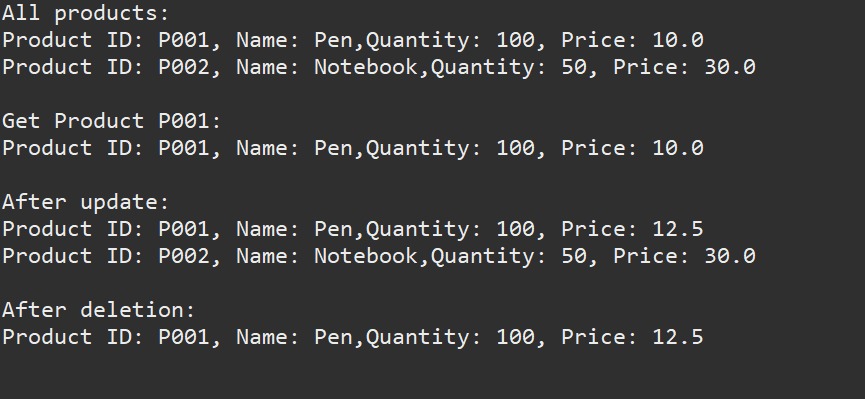 All products:
Product ID: P001, Name: Pen,Quantity: 100, Price: 10.0
Product ID: P002, Name: Notebook,Quantity: 50, Price: 30.0
Get Product P001:
Product ID: P001, Name: Pen,Quantity: 100, Price: 10.0
After update:
Product ID: P001, Name: Pen,Quantity: 100, Price: 12.5
Product ID: P002, Name: Notebook,Quantity: 50, Price: 30.0
After deletion:
Product ID: P001, Name: Pen,Quantity: 100, Price: 12.5